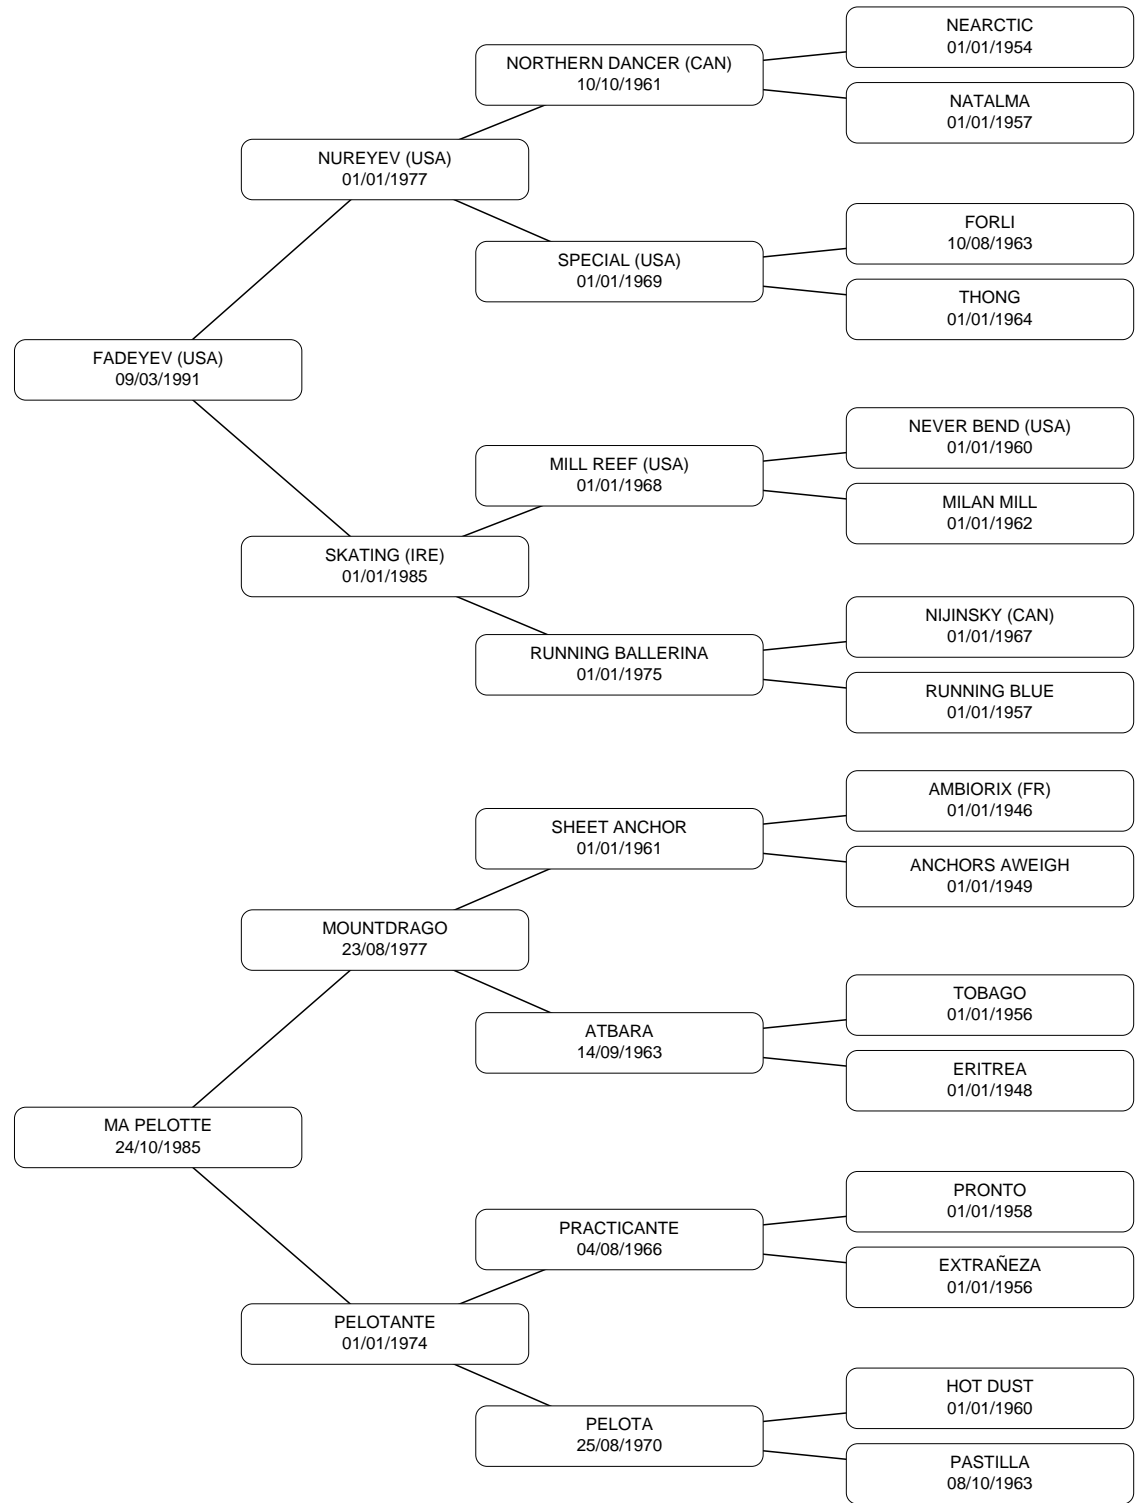 NEARCTIC
01/01/1954
NORTHERN DANCER (CAN)
10/10/1961
NATALMA
01/01/1957
NUREYEV (USA)
01/01/1977
FORLI
10/08/1963
SPECIAL (USA)
01/01/1969
THONG
01/01/1964
FADEYEV (USA)
09/03/1991
NEVER BEND (USA)
01/01/1960
MILL REEF (USA)
01/01/1968
MILAN MILL
01/01/1962
SKATING (IRE)
01/01/1985
NIJINSKY (CAN)
01/01/1967
RUNNING BALLERINA
01/01/1975
RUNNING BLUE
01/01/1957
AMBIORIX (FR)
01/01/1946
SHEET ANCHOR
01/01/1961
ANCHORS AWEIGH
01/01/1949
MOUNTDRAGO
23/08/1977
TOBAGO
01/01/1956
ATBARA
14/09/1963
ERITREA
01/01/1948
MA PELOTTE
24/10/1985
PRONTO
01/01/1958
PRACTICANTE
04/08/1966
EXTRAÑEZA
01/01/1956
PELOTANTE
01/01/1974
HOT DUST
01/01/1960
PELOTA
25/08/1970
PASTILLA
08/10/1963